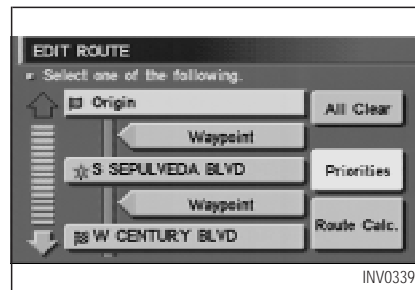 EDIT ROUTE
Select one of the following.
Origin
All Clear
Waypoint
S SEPULVEDA BLVD
Priorities
Waypoint
W CENTURY BLVD
Route Calc.
INV0339